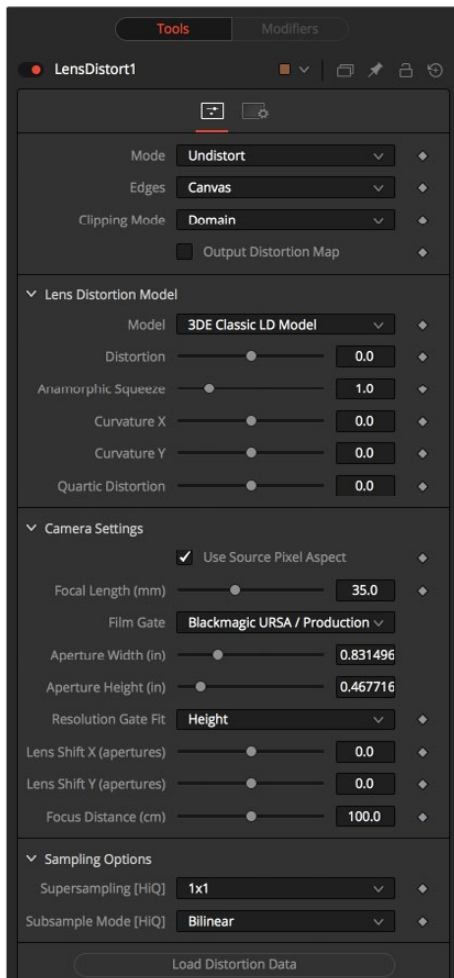 Tools Modifiers
LensDistort1
Mode Undistort
Edges Canvas
Clipping Mode Domain
Output Distortion Map
Lens Distortion Model
Model 3DE Classic LD Model
Distortion 0.0
Anamorphic Squeeze 1.0
Curvature X 0.0
Curvature Y 0.0
Quartic Distortion 0.0
Camera Settings
Use Source Pixel Aspect
Focal Length (mm) 35.0
Film Gate Blackmagic URSA / Production
Aperture Width (in) 0.831496
Aperture Height (in) 0.467716
Resolution Gate Fit Height
Lens Shift X (apertures) 0.0
Lens Shift Y (apertures) 0.0
Focus Distance (cm) 100.0
Sampling Options
Supersampling [HiQ] 1x1
Subsample Mode [HiQ] Bilinear
Load Distortion Data